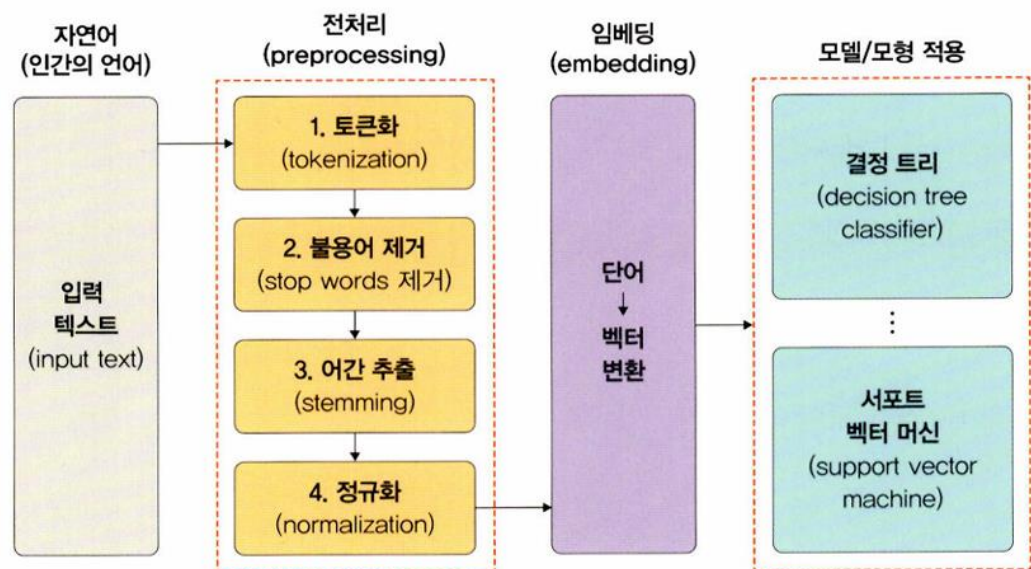 자연어
(인간의 언어)
전처리
(preprocessing)
임베딩
(embedding)
모델/모형 적용
입력
텍스트
(input text)
1. 토큰화
(tokenization)
2. 불용어 제거
(stop words 제거)
3. 어간 추출
(stemming)
4. 정규화
(normalization)
단어
벡터
변환
결정 트리
(decision tree
classifier)
⋮
서포트
벡터 머신
(support vector
machine)